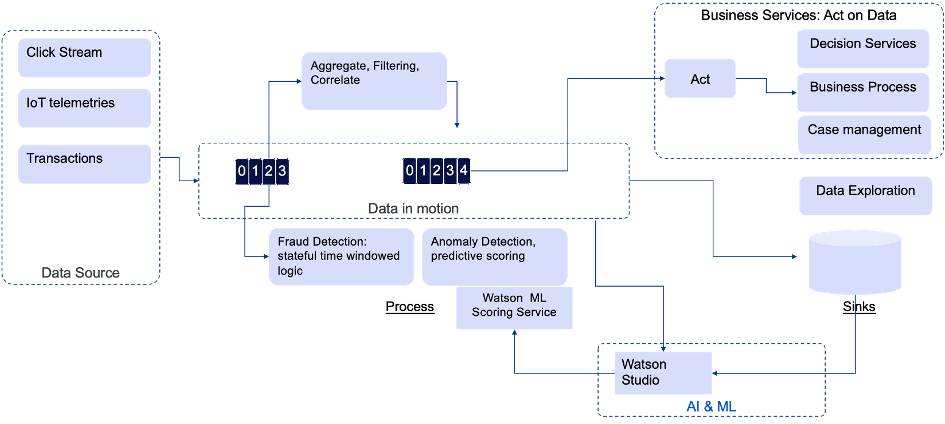 Business Services: Act on Data
Click Stream
IoT telemetries
Transactions
Data Source
Aggregate, Filtering,
Correlate
0 1 2 3
0 1 2 3 4
Data in motion
Act
Decision Services
Business Process
Case management
Data Exploration
Fraud Detection:
stateful time windowed
logic
Anomaly Detection,
predictive scoring
Process
Watson ML
Scoring Service
Sinks
Watson
Studio
AI & ML